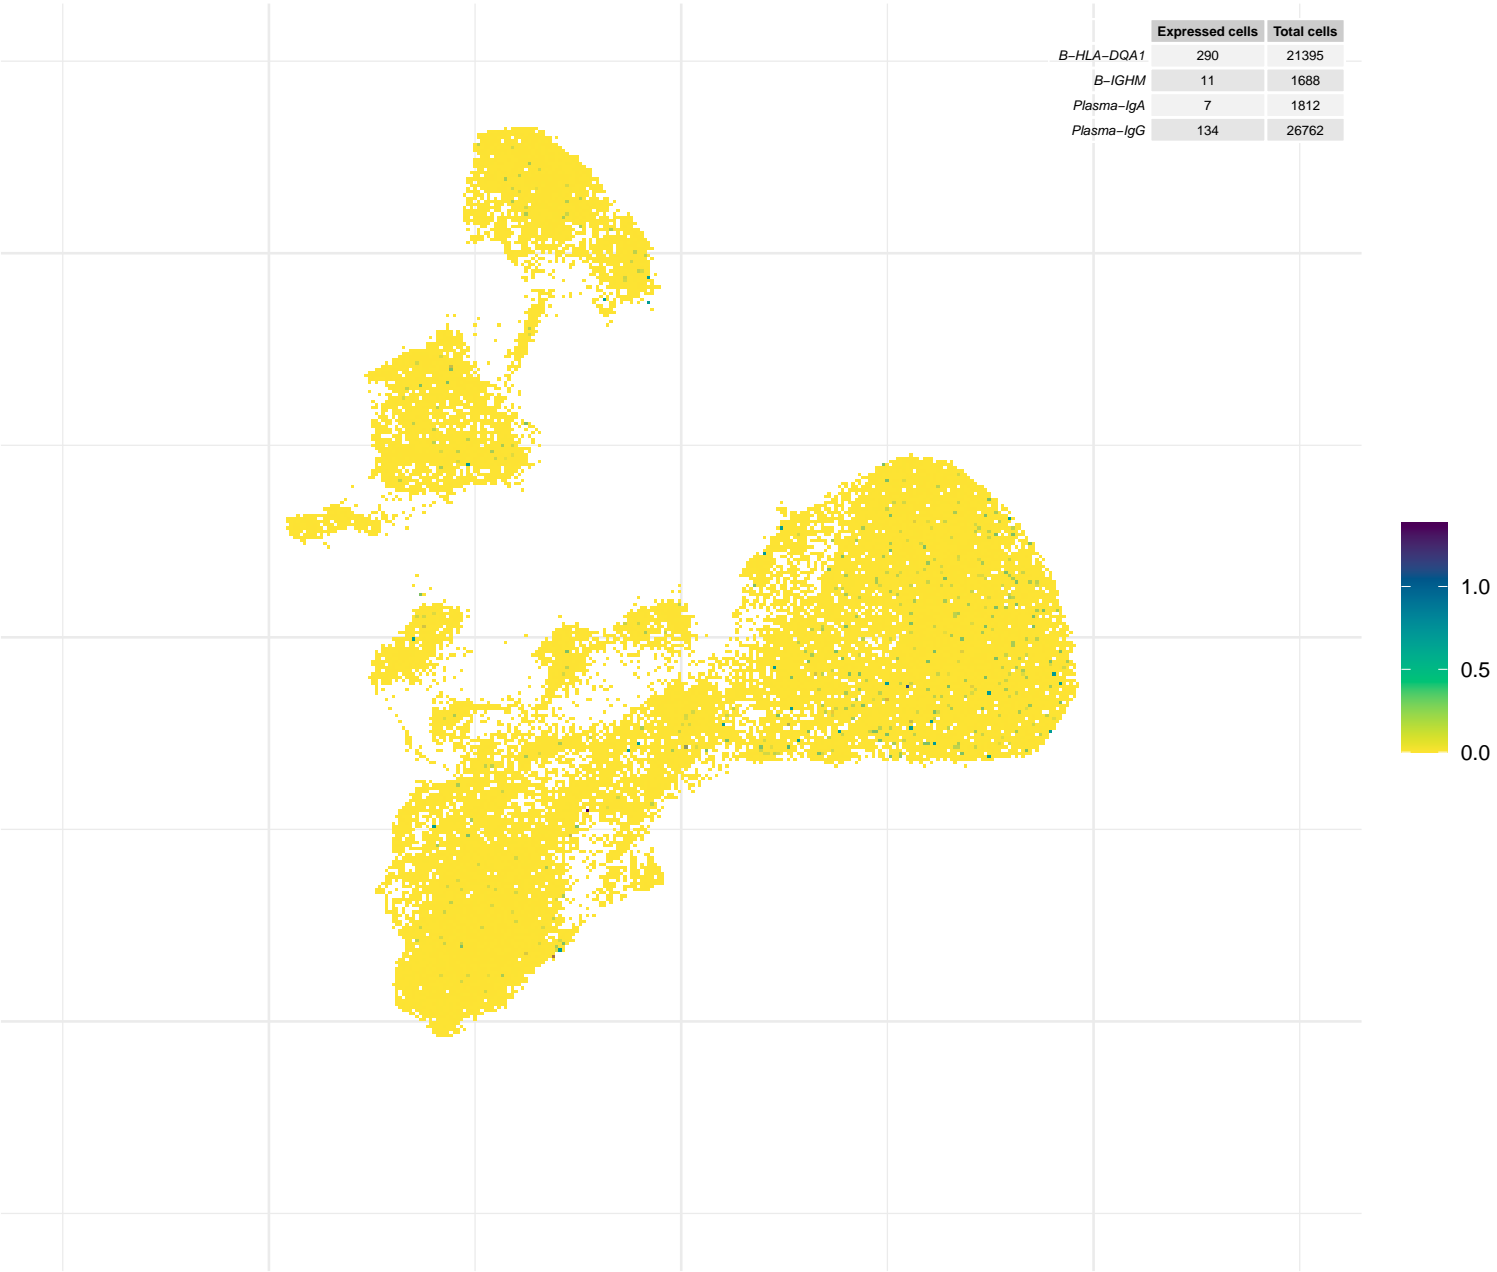 Expressed cells Total cells
B−HLA−DQA1 290 21395
B−IGHM 11 1688
Plasma−IgA 7 1812
Plasma−IgG 134 26762
1.0
0.5
0.0